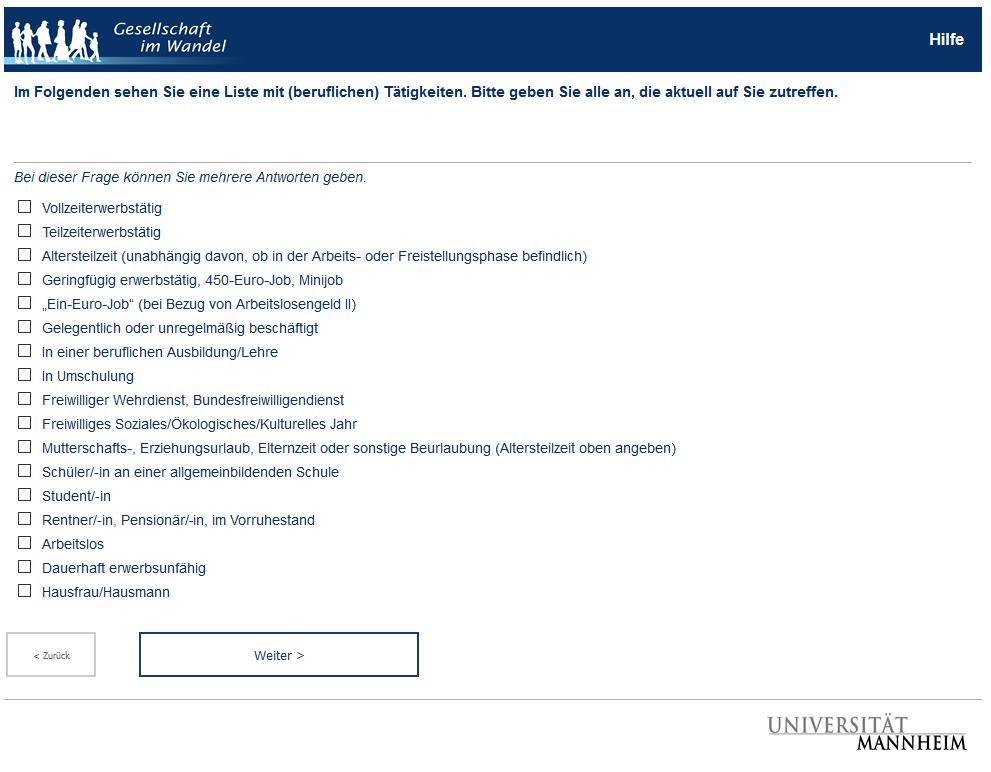 Gesellschaft
im Wandel
Hilfe
Im Folgenden sehen Sie eine Liste mit (beruflichen) Tätigkeiten. Bitte geben Sie alle an, die aktuell auf Sie zutreffen.
Bei dieser Frage können Sie mehrere Antworten geben.
Vollzeiterwerbstätig
Teilzeiterwerbstätig
Altersteilzeit (unabhängig davon, ob in der Arbeits- oder Freistellungsphase befindlich)
Geringfügig erwerbstätig, 450-Euro-Job, Minijob
„Ein-Euro-Job“ (bei Bezug von Arbeitslosengeld II)
Gelegentlich oder unregelmäßig beschäftigt
In einer beruflichen Ausbildung/Lehre
In Umschulung
Freiwilliger Wehrdienst, Bundesfreiwilligendienst
Freiwilliges Soziales/Ökologisches/Kulturelles Jahr
Mutterschafts-, Erziehungsurlaub, Elternzeit oder sonstige Beurlaubung (Altersteilzeit oben angeben)
Schüler/-in an einer allgemeinbildenden Schule
Student/-in
Rentner/-in, Pensionär/-in, im Vorruhestand
Arbeitslos
Dauerhaft erwerbsunfähig
Hausfrau/Hausmann
< Zurück
Weiter >
UNIVERSITÄT
MANNHEIM